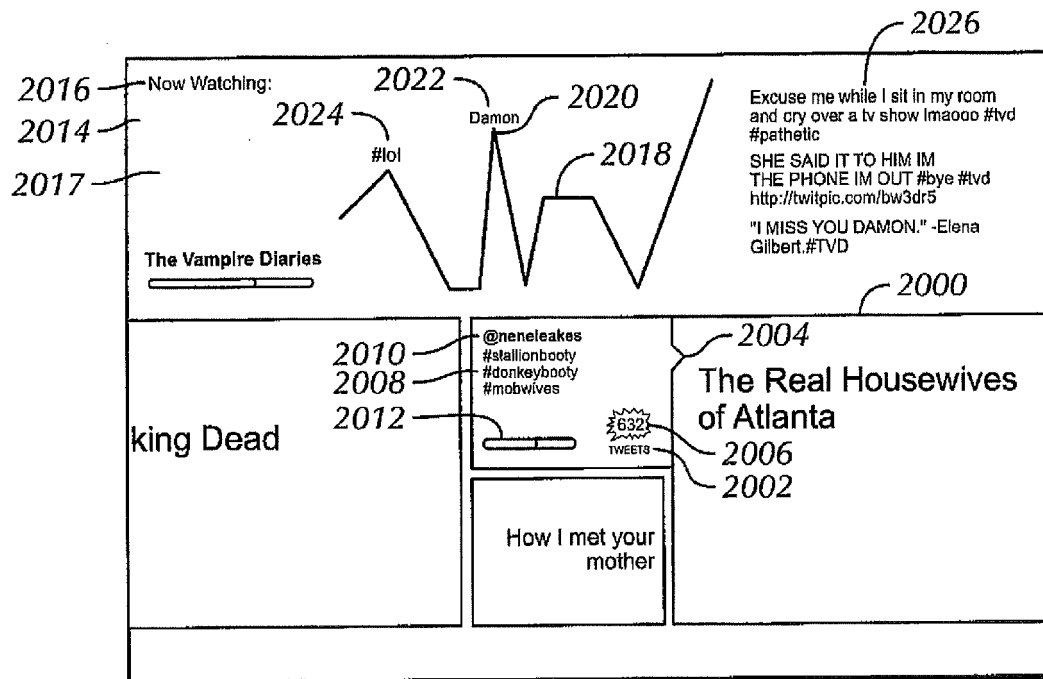 2026
2016
Now Watching:
2022
2020
2014
2024
Damon
Excuse me while I sit in my room
and cry over a tv show lmaooo #tvd
#pathetic
#lol
2018
2017
SHE SAID IT TO HIM IM
THE PHONE IM OUT #bye #tvd
http://twitpic.com/bw3dr5
"I MISS YOU DAMON." -Elena
Gilbert.#TVD
The Vampire Diaries
2000
2010
@neneleakes
2004
#stallionbooty
2008
#donkeybooty
#mobwives
The Real Housewives
of Atlanta
2012
king Dead
632
2006
TWEETS
2002
How I met your
mother